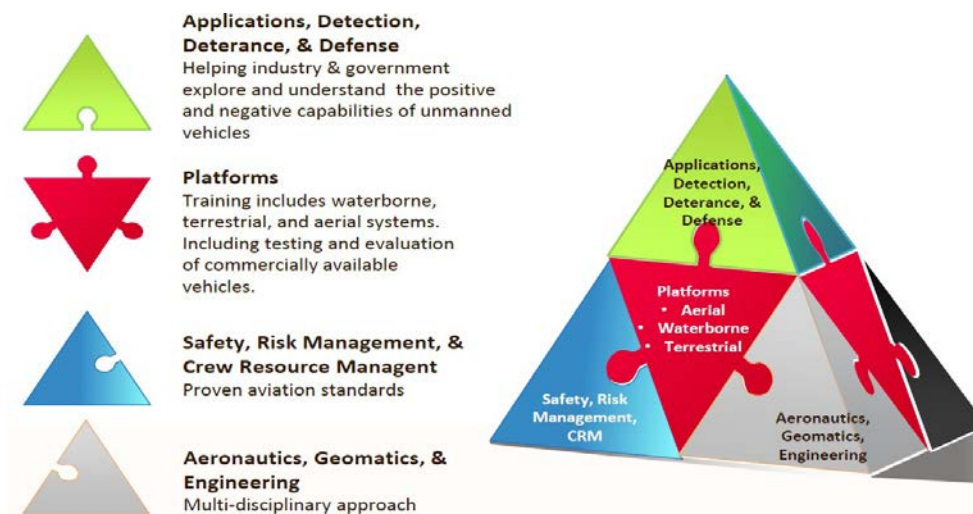 Applications, Detection,
Deterance, & Defense
Helping industry & government
explore and understand the positive
and negative capabilities of unmanned
vehicles
Platforms
Training includes waterborne,
terrestrial, and aerial systems.
Including testing and evaluation
of commercially available
vehicles.
Safety, Risk Management, &
Crew Resource Managent
Proven aviation standards
Aeronautics, Geomatics, &
Engineering
Multi-disciplinary approach
Applications,
Detection,
Deterance, &
Defense
Platforms
• Aerial
• Waterborne
• Terrestrial
Safety, Risk
Management,
CRM
Aeronautics,
Geomatics,
Engineering